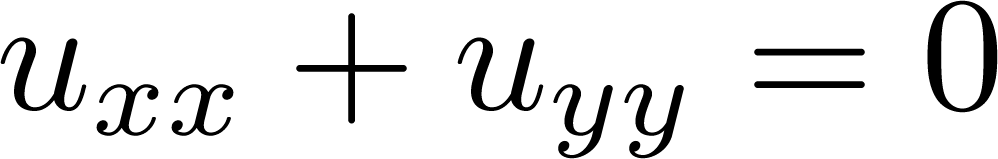 u_{xx} + u_{yy} = 0